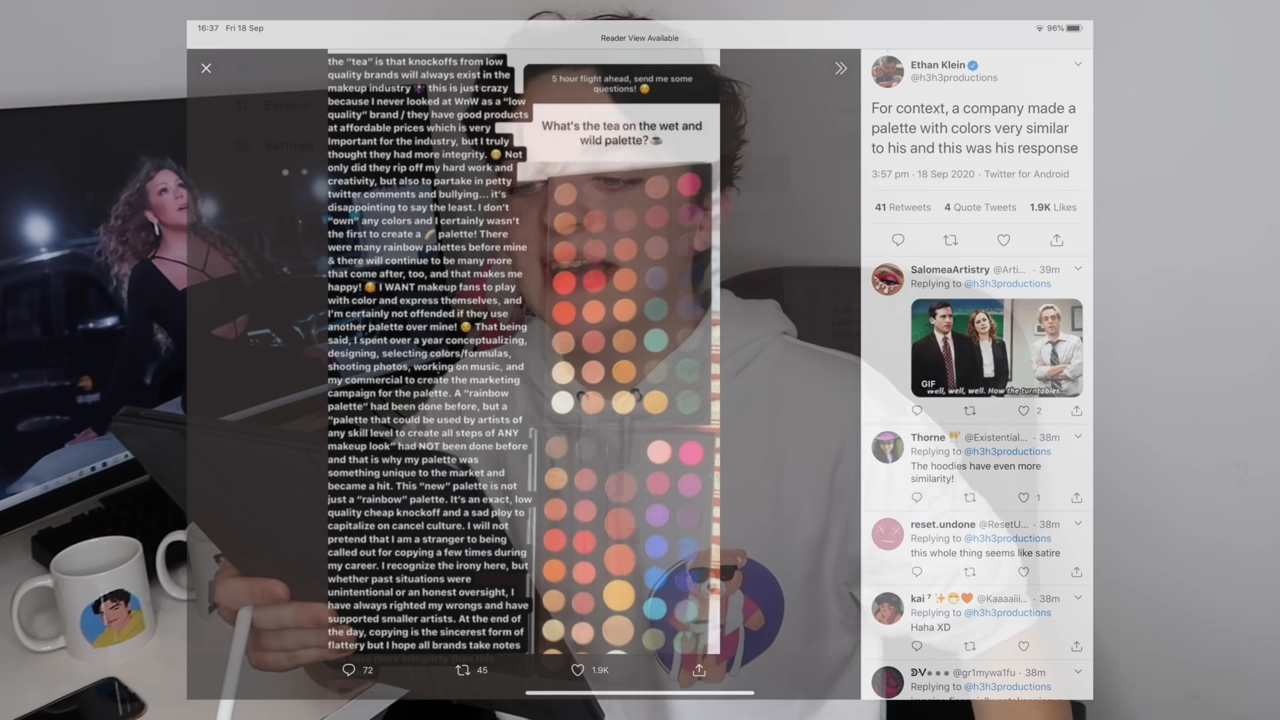 16:37 Fri 18 Sep
96%
Reader View Available
the “tea” is that knockoffs from low
quality brands will always exist in the
makeup industry 🕷 this is just crazy
because I never looked at WnW as a “low
quality” brand / they have good products
at affordable prices which is very
important for the industry, but I truly
thought they had more integrity. 😔 Not
only did they rip off my hard work and
creativity, but also to partake in petty
twitter comments and bullying... it’s
disappointing to say the least. I don’t
“own” any colors and I certainly wasn’t
the first to create a 🌈 palette! There
were many rainbow palettes before mine
& there will continue to be many more
that come after, too, and that makes me
happy! 🥰 I WANT makeup fans to play
with color and express themselves, and
I’m certainly not offended if they use
another palette over mine! 😌 That being
said, I spent over a year conceptualizing,
designing, selecting colors/formulas,
shooting photos, working on music, and
my commercial to create the marketing
campaign for the palette. A “rainbow
palette” had been done before, but a
“palette that could be used by artists of
any skill level to create all steps of ANY
makeup look” had NOT been done before
and that is why my palette was
something unique to the market and
became a hit. This “new” palette is not
just a “rainbow” palette. It’s an exact, low
quality cheap knockoff and a sad ploy to
capitalize on cancel culture. I will not
pretend that I am a stranger to being
called out for copying a few times during
my career. I recognize the irony here, but
whether past situations were
unintentional or an honest oversight, I
have always righted my wrongs and have
supported smaller artists. At the end of
the day, copying is the sincerest form of
flattery but I hope all brands take notes
have more integrity than this
5 hour flight ahead, send me some
questions! 😌
What's the tea on the wet and
wild palette?☕
72 45 1.9K
Explore
Settings
Ethan Klein
@h3h3productions
For context, a company made a
palette with colors very similar
to his and this was his response
3:57 pm · 18 Sep 2020 · Twitter for Android
41 Retweets 4 Quote Tweets 1.9K Likes
SalomeaArtistry @Arti... · 39m
Replying to @h3h3productions
GIF
well, well, well. How the turntables...
2
Thorne 🙌 @Existential... · 38m
Replying to @h3h3productions
The hoodies have even more
similarity!
1
reset.undone @ResetU... · 38m
Replying to @h3h3productions
this whole thing seems like satire
kai ⁷ ✨😷🧡 @Kaaaaiii... · 38m
Replying to @h3h3productions
Haha XD
@gr1mywa1fu · 38m
Replying to @h3h3productions